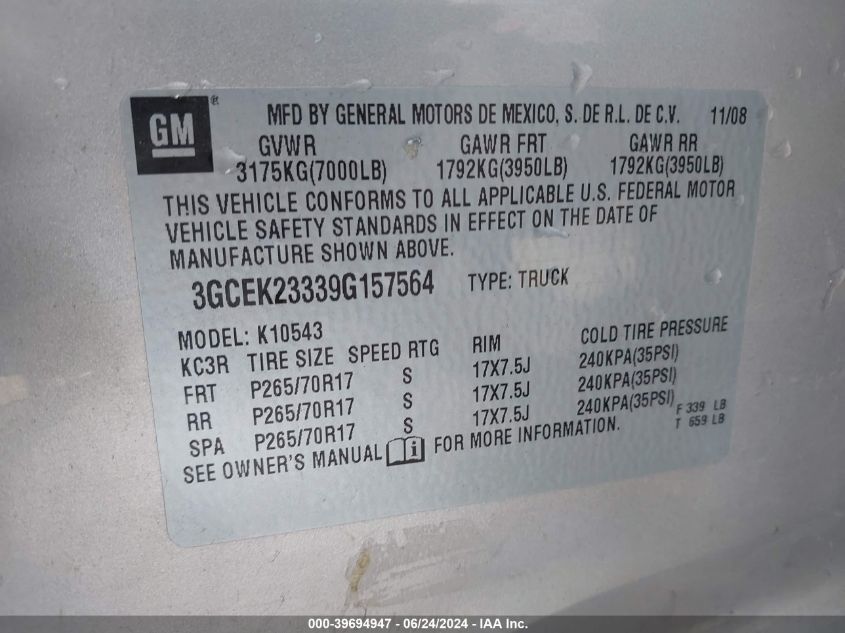 GM ® MFD BY GENERAL MOTORS DE MEXICO, S. DE R.L. DE C.V. 11/08
GVWR GAWR FRT GAWR RR
3175KG(7000LB) 1792KG(3950LB) 1792KG(3950LB)
THIS VEHICLE CONFORMS TO ALL APPLICABLE U.S. FEDERAL MOTOR
VEHICLE SAFETY STANDARDS IN EFFECT ON THE DATE OF
MANUFACTURE SHOWN ABOVE.
3GCEK23339G157564 TYPE: TRUCK
MODEL: K10543
KC3R TIRE SIZE SPEED RTG RIM COLD TIRE PRESSURE
FRT P265/70R17 S 17X7.5J 240KPA(35PSI)
RR P265/70R17 S 17X7.5J 240KPA(35PSI)
SPA P265/70R17 S 17X7.5J 240KPA(35PSI) F 339 LB
T 659 LB
SEE OWNER'S MANUAL i FOR MORE INFORMATION.
000-39694947 / 06/24/2024 - IAA Inc.